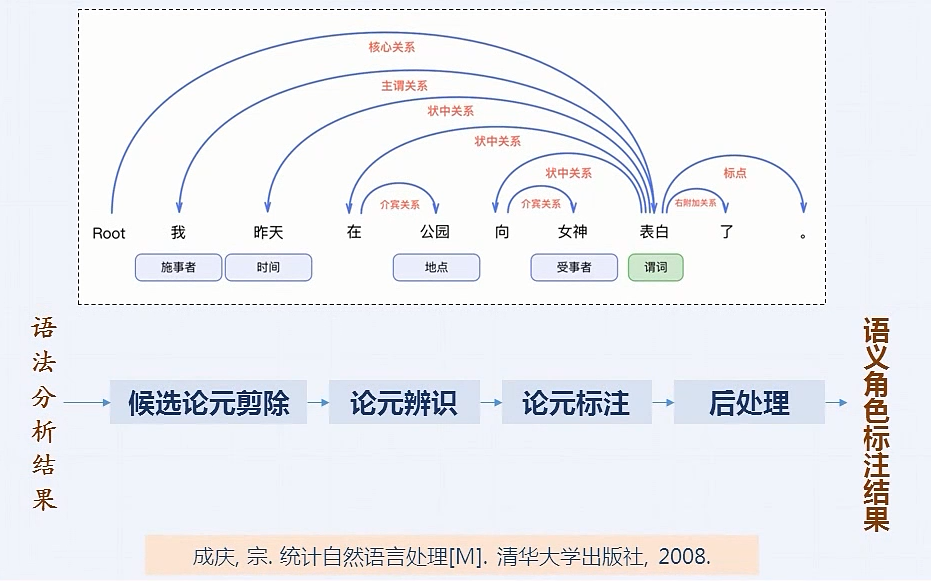 核心关系
主谓关系
状中关系
状中关系
状中关系
标点
介宾关系
介宾关系
右附加关系
Root 我 昨天 在 公园 向 女神 表白 了 。
施事者 时间 地点 受事者 谓词
语法分析结果
候选论元剪除 论元辨识 论元标注 后处理
语义角色标注结果
成庆, 宗. 统计自然语言处理[M]. 清华大学出版社, 2008.